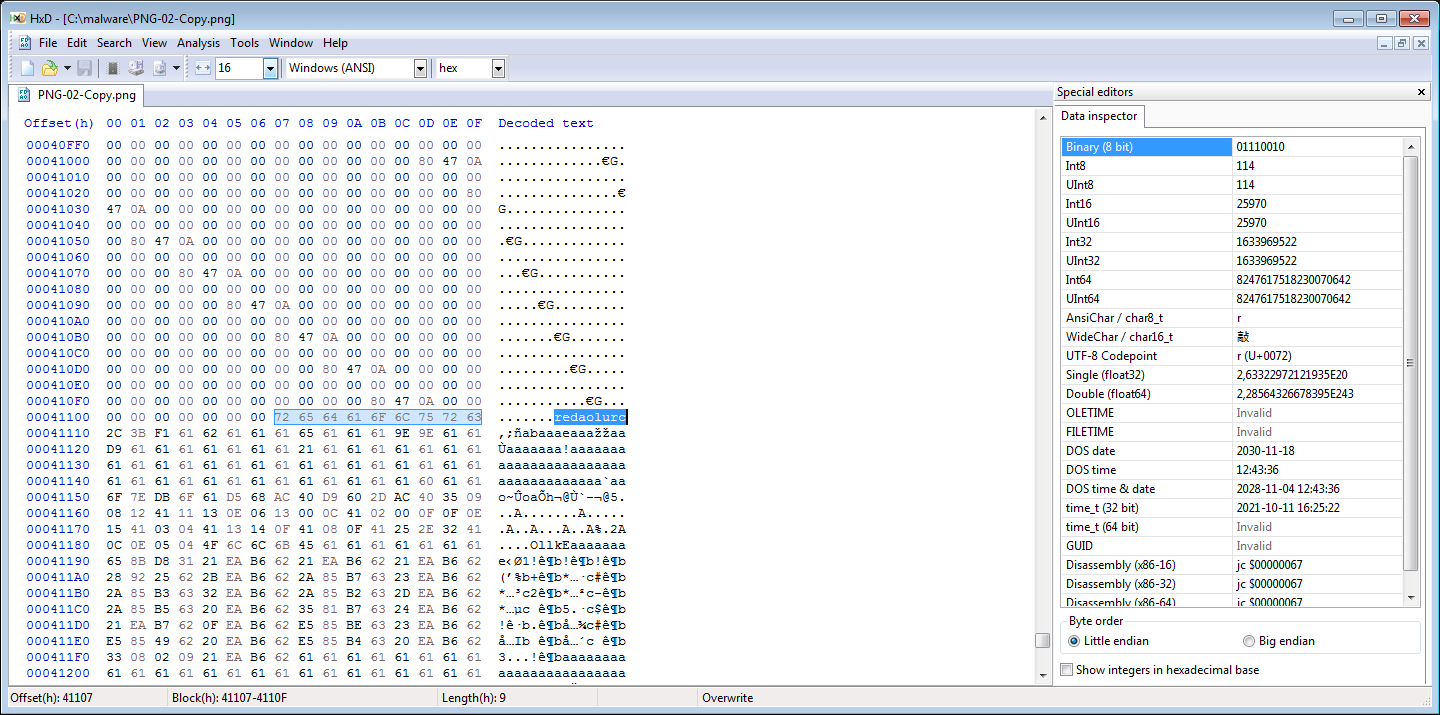 HxD - [C:\malware\PNG-02-Copy.png]
File Edit Search View Analysis Tools Window Help
16 Windows (ANSI) hex
PNG-02-Copy.png
Offset(h) 00 01 02 03 04 05 06 07 08 09 0A 0B 0C 0D 0E 0F Decoded text
00040FF0 00 00 00 00 00 00 00 00 00 00 00 00 00 00 00 00 ................
00041000 00 00 00 00 00 00 00 00 00 00 00 00 00 80 47 0A .............€G.
00041010 00 00 00 00 00 00 00 00 00 00 00 00 00 00 00 00 ................
00041020 00 00 00 00 00 00 00 00 00 00 00 00 00 00 00 80 ...............€
00041030 47 0A 00 00 00 00 00 00 00 00 00 00 00 00 00 00 G...............
00041040 00 00 00 00 00 00 00 00 00 00 00 00 00 00 00 00 ................
00041050 00 80 47 0A 00 00 00 00 00 00 00 00 00 00 00 00 .€G.............
00041060 00 00 00 00 00 00 00 00 00 00 00 00 00 00 00 00 ................
00041070 00 00 00 80 47 0A 00 00 00 00 00 00 00 00 00 00 ...€G...........
00041080 00 00 00 00 00 00 00 00 00 00 00 00 00 00 00 00 ................
00041090 00 00 00 00 00 80 47 0A 00 00 00 00 00 00 00 00 .....€G.........
000410A0 00 00 00 00 00 00 00 00 00 00 00 00 00 00 00 00 ................
000410B0 00 00 00 00 00 00 00 80 47 0A 00 00 00 00 00 00 .......€G.......
000410C0 00 00 00 00 00 00 00 00 00 00 00 00 00 00 00 00 ................
000410D0 00 00 00 00 00 00 00 00 00 80 47 0A 00 00 00 00 .........€G.....
000410E0 00 00 00 00 00 00 00 00 00 00 00 00 00 00 00 00 ................
000410F0 00 00 00 00 00 00 00 00 00 00 00 80 47 0A 00 00 ...........€G...
00041100 00 00 00 00 00 00 00 72 65 64 61 6F 6C 75 72 63 .......redaolurc
00041110 2C 3B F1 61 62 61 61 61 65 61 61 61 9E 9E 61 61 ,;ñabaaaeaaažžaa
00041120 D9 61 61 61 61 61 61 61 21 61 61 61 61 61 61 61 Ùaaaaaaa!aaaaaaa
00041130 61 61 61 61 61 61 61 61 61 61 61 61 61 61 61 61 aaaaaaaaaaaaaaaa
00041140 61 61 61 61 61 61 61 61 61 61 61 61 61 60 61 61 aaaaaaaaaaaaa`aa
00041150 6F 7E DB 6F 61 D5 68 AC 40 D9 60 2D AC 40 35 09 o~ÛoaÕh¬@Ù`-¬@5.
00041160 08 12 41 11 13 0E 06 13 00 0C 41 02 00 0F 0F 0E ..A.......A.....
00041170 15 41 03 04 41 13 14 0F 41 08 0F 41 25 2E 32 41 .A..A...A..A%.2A
00041180 0C 0E 05 04 4F 6C 6C 6B 45 61 61 61 61 61 61 61 ....OllkEaaaaaaa
00041190 65 8B D8 31 21 EA B6 62 21 EA B6 62 21 EA B6 62 e‹Ø1!ê¶b!ê¶b!ê¶b
000411A0 28 92 25 62 2B EA B6 62 2A 85 B7 63 23 EA B6 62 (’%b+ê¶b*…·c#ê¶b
000411B0 2A 85 B3 63 32 EA B6 62 2A 85 B2 63 2D EA B6 62 *…³c2ê¶b*…²c-ê¶b
000411C0 2A 85 B5 63 20 EA B6 62 35 81 B7 63 24 EA B6 62 *…µc ê¶b5.·c$ê¶b
000411D0 21 EA B7 62 0F EA B6 62 E5 85 BE 63 23 EA B6 62 !ê·b.ê¶bå…¾c#ê¶b
000411E0 E5 85 49 62 20 EA B6 62 E5 85 B4 63 20 EA B6 62 å…Ib ê¶bå…´c ê¶b
000411F0 33 08 02 09 21 EA B6 62 61 61 61 61 61 61 61 61 3...!ê¶baaaaaaaa
00041200 61 61 61 61 61 61 61 61 61 61 61 61 61 61 61 61 aaaaaaaaaaaaaaaa
Special editors
Data inspector
Binary (8 bit) 01110010
Int8 114
UInt8 114
Int16 25970
UInt16 25970
Int32 1633969522
UInt32 1633969522
Int64 8247617518230070642
UInt64 8247617518230070642
AnsiChar / char8_t r
WideChar / char16_t 敲
UTF-8 Codepoint r (U+0072)
Single (float32) 2,63322972121935E20
Double (float64) 2,28564326678395E243
OLETIME Invalid
FILETIME Invalid
DOS date 2030-11-18
DOS time 12:43:36
DOS time & date 2028-11-04 12:43:36
time_t (32 bit) 2021-10-11 16:25:22
time_t (64 bit) Invalid
GUID Invalid
Disassembly (x86-16) jc $00000067
Disassembly (x86-32) jc $00000067
Disassembly (x86-64) jc $00000067
Byte order
Little endian Big endian
Show integers in hexadecimal base
Offset(h): 41107 Block(h): 41107-4110F Length(h): 9 Overwrite